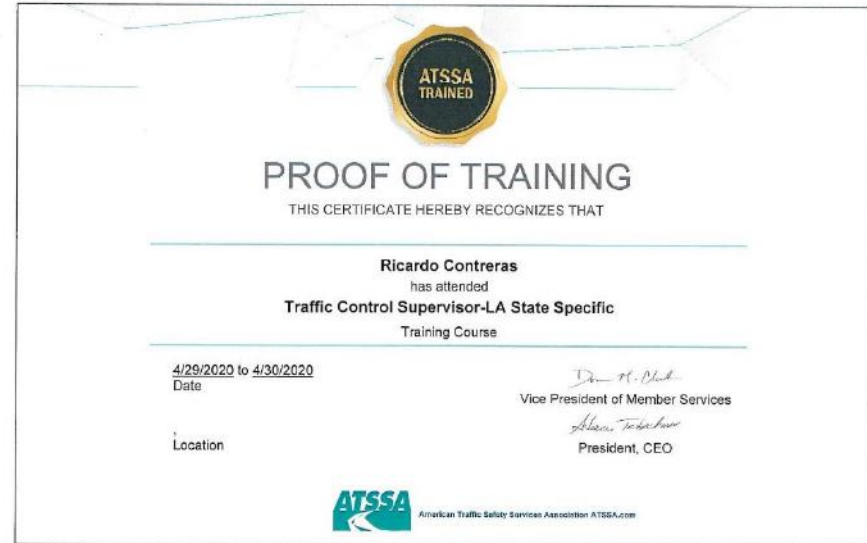 ATSSA
TRAINED
PROOF OF TRAINING
THIS CERTIFICATE HEREBY RECOGNIZES THAT
Ricardo Contreras
has attended
Traffic Control Supervisor-LA State Specific
Training Course
4/29/2020 to 4/30/2020
Date
Vice President of Member Services
,
Location
President, CEO
ATSSA
American Traffic Safety Services Association ATSSA.com